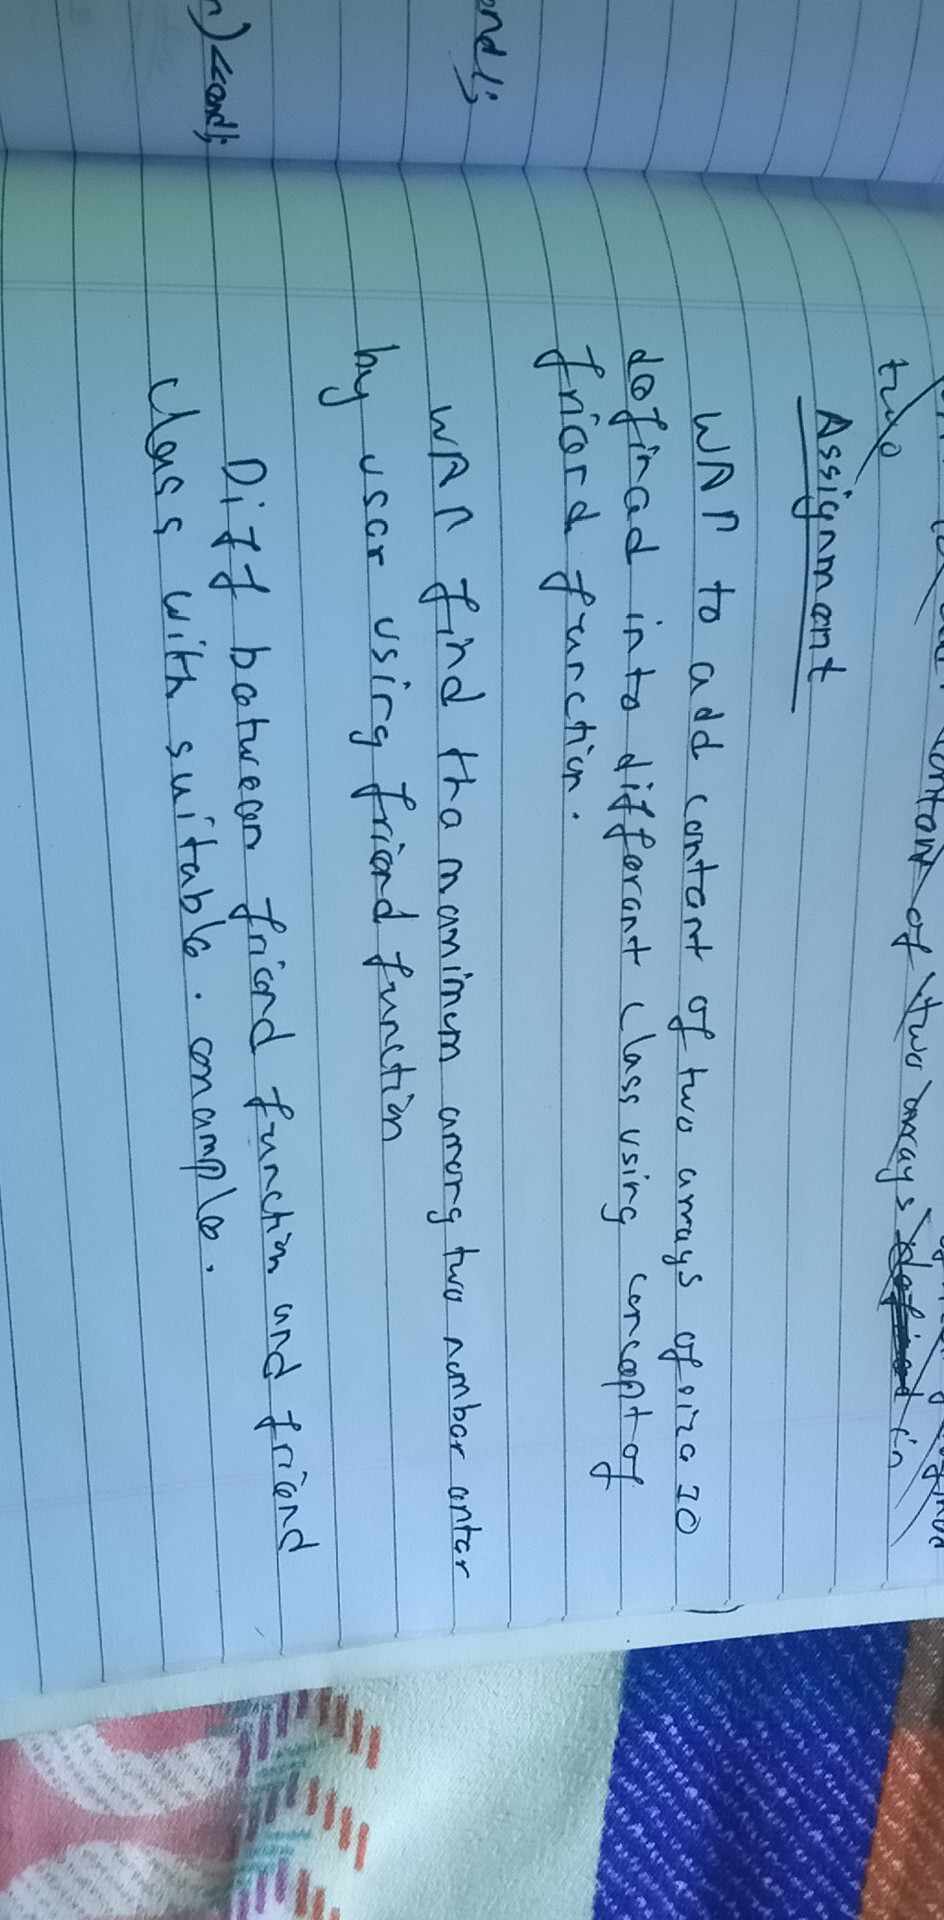 content of two arrays defined in
two
Assignment
WAP to add content of two arrays of size 10
defined into different class using concept of
friend function.
WAP find the maximum among two number enter
by user using friend function
Diff between friend function and friend
class with suitable. example.
endl;
)<<endl;